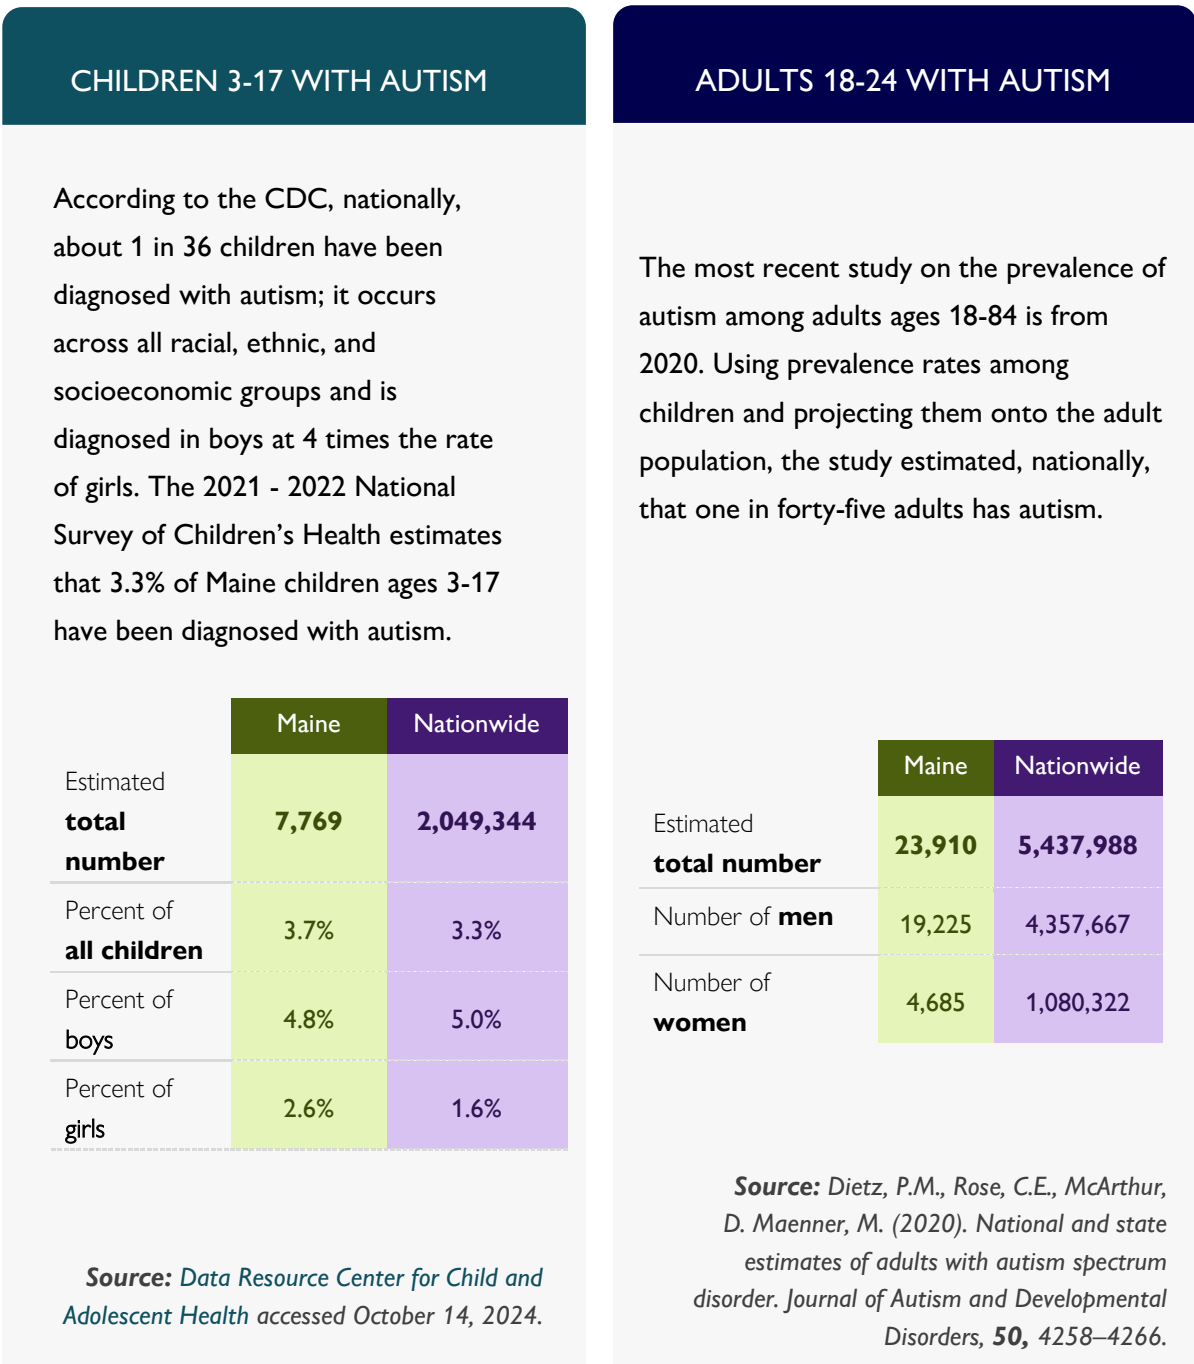 CHILDREN 3-17 WITH AUTISM
According to the CDC, nationally,
about 1 in 36 children have been
diagnosed with autism; it occurs
across all racial, ethnic, and
socioeconomic groups and is
diagnosed in boys at 4 times the rate
of girls. The 2021 - 2022 National
Survey of Children’s Health estimates
that 3.3% of Maine children ages 3-17
have been diagnosed with autism.
Maine Nationwide
Estimated
total
number
7,769 2,049,344
Percent of
all children
3.7% 3.3%
Percent of
boys
4.8% 5.0%
Percent of
girls
2.6% 1.6%
Source: Data Resource Center for Child and
Adolescent Health accessed October 14, 2024.
ADULTS 18-24 WITH AUTISM
The most recent study on the prevalence of
autism among adults ages 18-84 is from
2020. Using prevalence rates among
children and projecting them onto the adult
population, the study estimated, nationally,
that one in forty-five adults has autism.
Maine Nationwide
Estimated
total number
23,910 5,437,988
Number of men 19,225 4,357,667
Number of
women
4,685 1,080,322
Source: Dietz, P.M., Rose, C.E., McArthur,
D. Maenner, M. (2020). National and state
estimates of adults with autism spectrum
disorder. Journal of Autism and Developmental
Disorders, 50, 4258–4266.